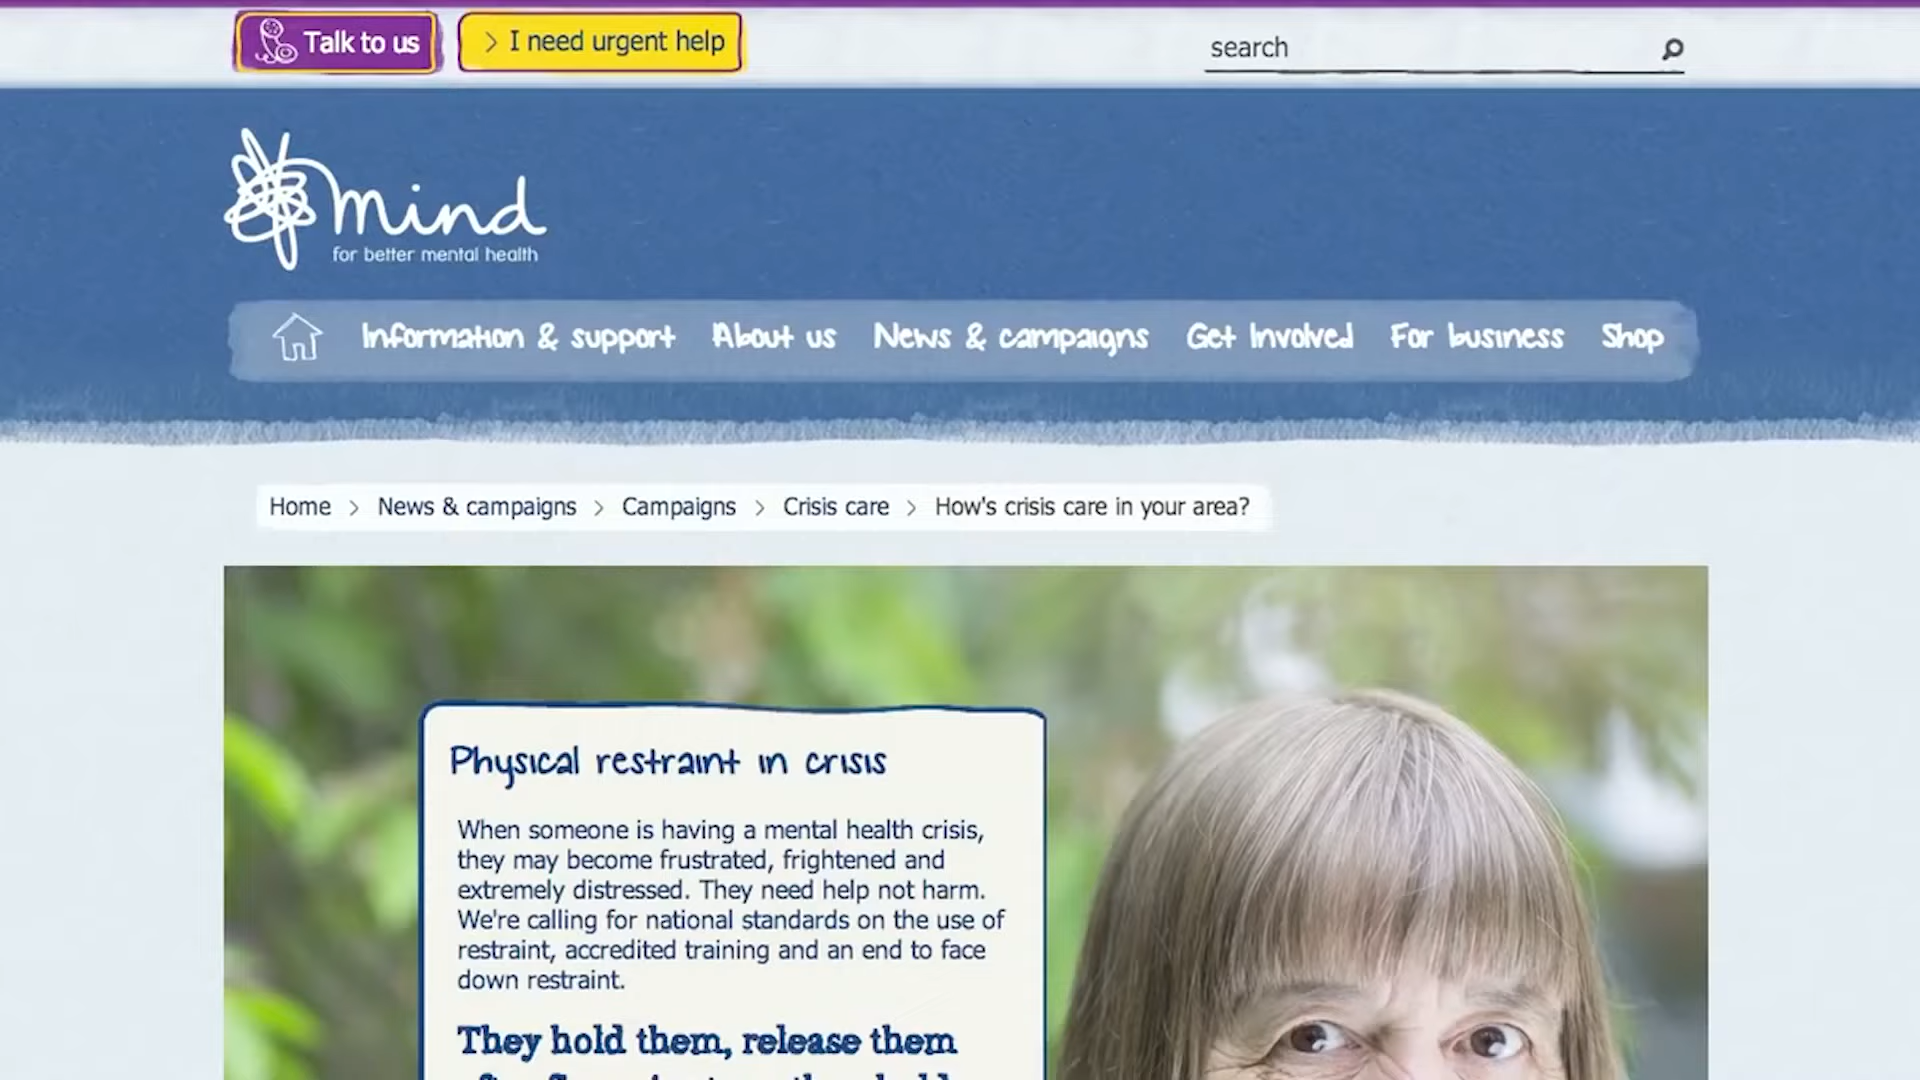 Talk to us
I need urgent help
search
mind
for better mental health
Information & support About us News & campaigns Get Involved For business Shop
Home > News & campaigns > Campaigns > Crisis care > How's crisis care in your area?
Physical restraint in crisis
When someone is having a mental health crisis,
they may become frustrated, frightened and
extremely distressed. They need help not harm.
We're calling for national standards on the use of
restraint, accredited training and an end to face
down restraint.
They hold them, release them